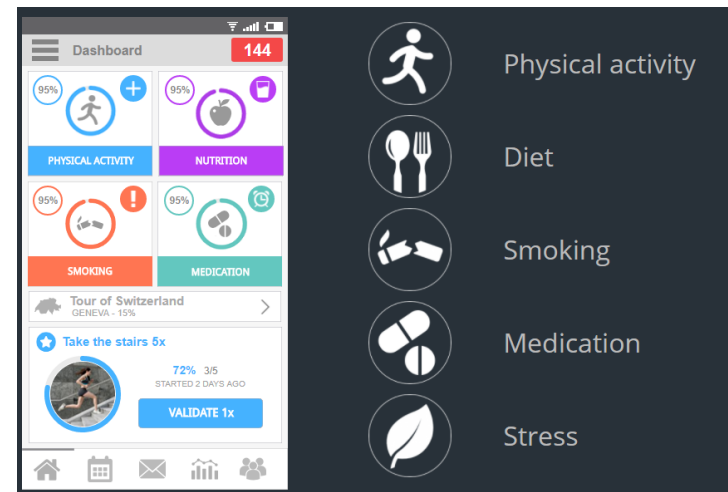 Dashboard
144
95%
95%
PHYSICAL ACTIVITY
NUTRITION
95%
95%
SMOKING
MEDICATION
Tour of Switzerland
GENEVA - 15%
Take the stairs 5x
72% 3/5
STARTED 2 DAYS AGO
VALIDATE 1x
Physical activity
Diet
Smoking
Medication
Stress